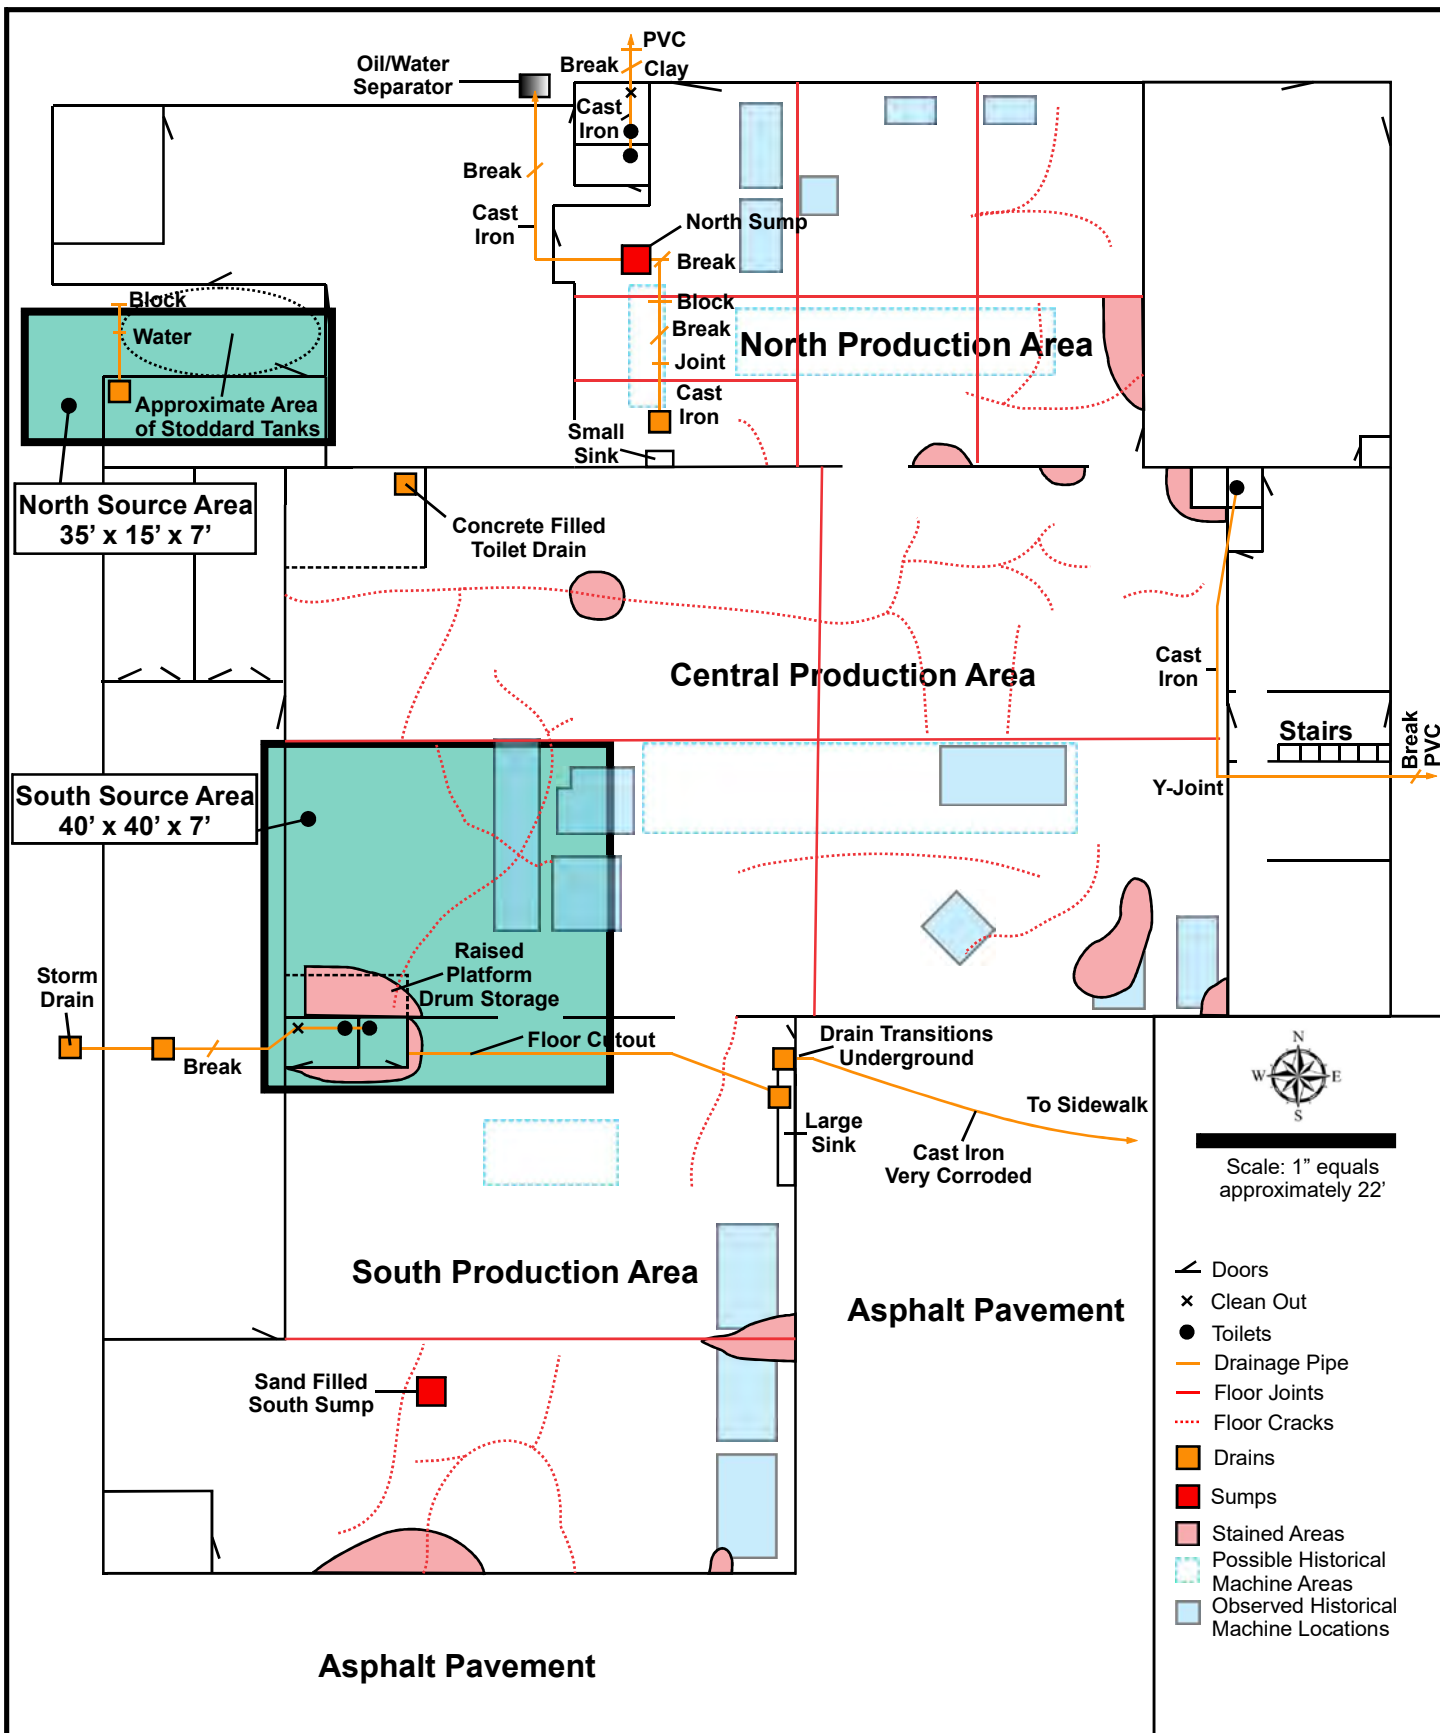 PVC
Oil/Water
Separator
Break
Clay
Cast
Iron
Break
Cast
Iron
North Sump
Break
Block
Block
Water
Break
North Production Area
Joint
Cast
Iron
Approximate Area
of Stoddard Tanks
Small
Sink
North Source Area
35’ x 15’ x 7’
Concrete Filled
Toilet Drain
Central Production Area
Cast
Iron
Stairs
Break
PVC
Y-Joint
South Source Area
40’ x 40’ x 7’
Raised
Platform
Drum Storage
Storm
Drain
Break
Floor Cutout
Drain Transitions
Underground
To Sidewalk
Large
Sink
Cast Iron
Very Corroded
N
W
E
S
Scale: 1” equals
approximately 22’
South Production Area
Asphalt Pavement
Sand Filled
South Sump
Doors
Clean Out
Toilets
Drainage Pipe
Floor Joints
Floor Cracks
Drains
Sumps
Stained Areas
Possible Historical
Machine Areas
Observed Historical
Machine Locations
Asphalt Pavement